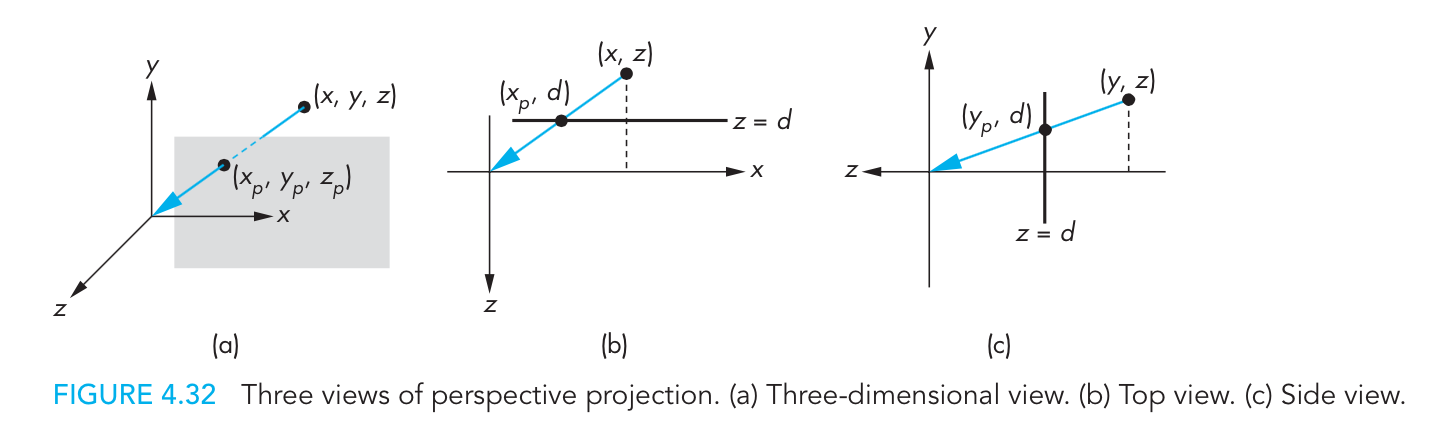 y
(x, y, z)
(x_p, y_p, z_p)
x
z
(a)
(x, z)
(x_p, d)
z = d
x
z
(b)
y
(y, z)
(y_p, d)
z
z = d
(c)
FIGURE 4.32 Three views of perspective projection. (a) Three-dimensional view. (b) Top view. (c) Side view.